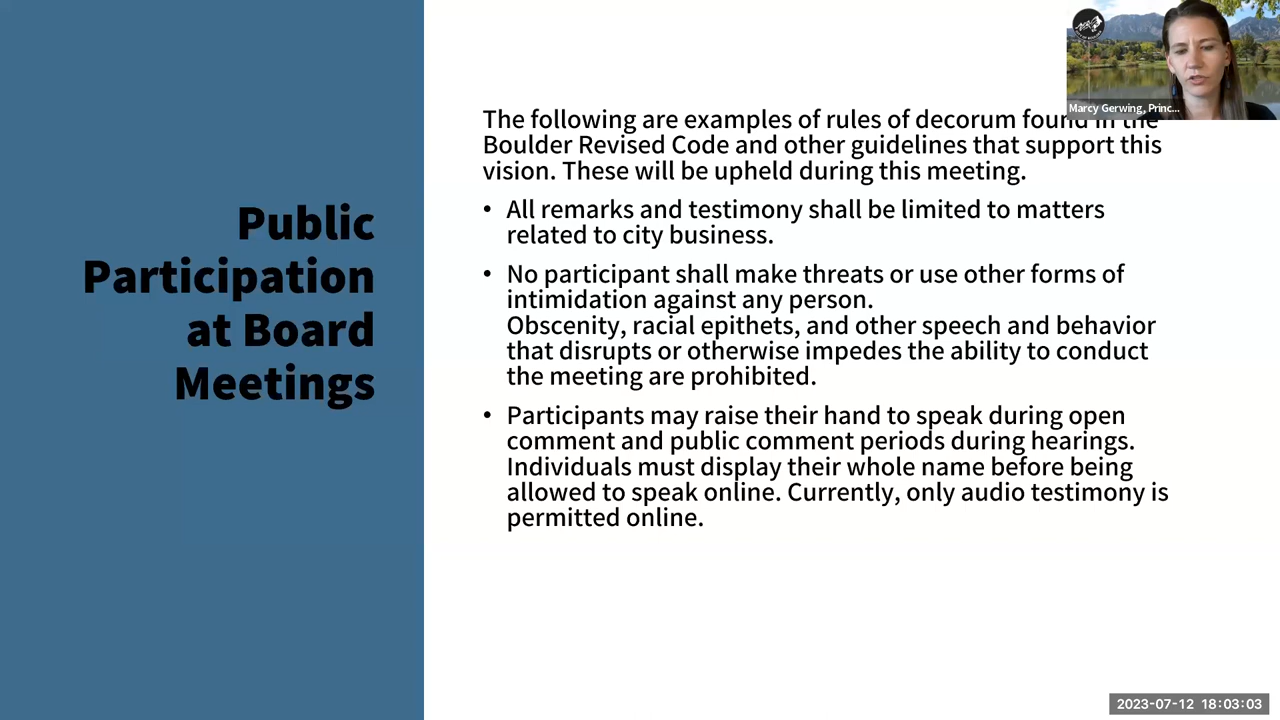 Marcy Gerwing, Princ...
The following are examples of rules of decorum found in the
Boulder Revised Code and other guidelines that support this
vision. These will be upheld during this meeting.
• All remarks and testimony shall be limited to matters
related to city business.
• No participant shall make threats or use other forms of
intimidation against any person.
Obscenity, racial epithets, and other speech and behavior
that disrupts or otherwise impedes the ability to conduct
the meeting are prohibited.
• Participants may raise their hand to speak during open
comment and public comment periods during hearings.
Individuals must display their whole name before being
allowed to speak online. Currently, only audio testimony is
permitted online.
Public
Participation
at Board
Meetings
2023-07-12 18:03:03